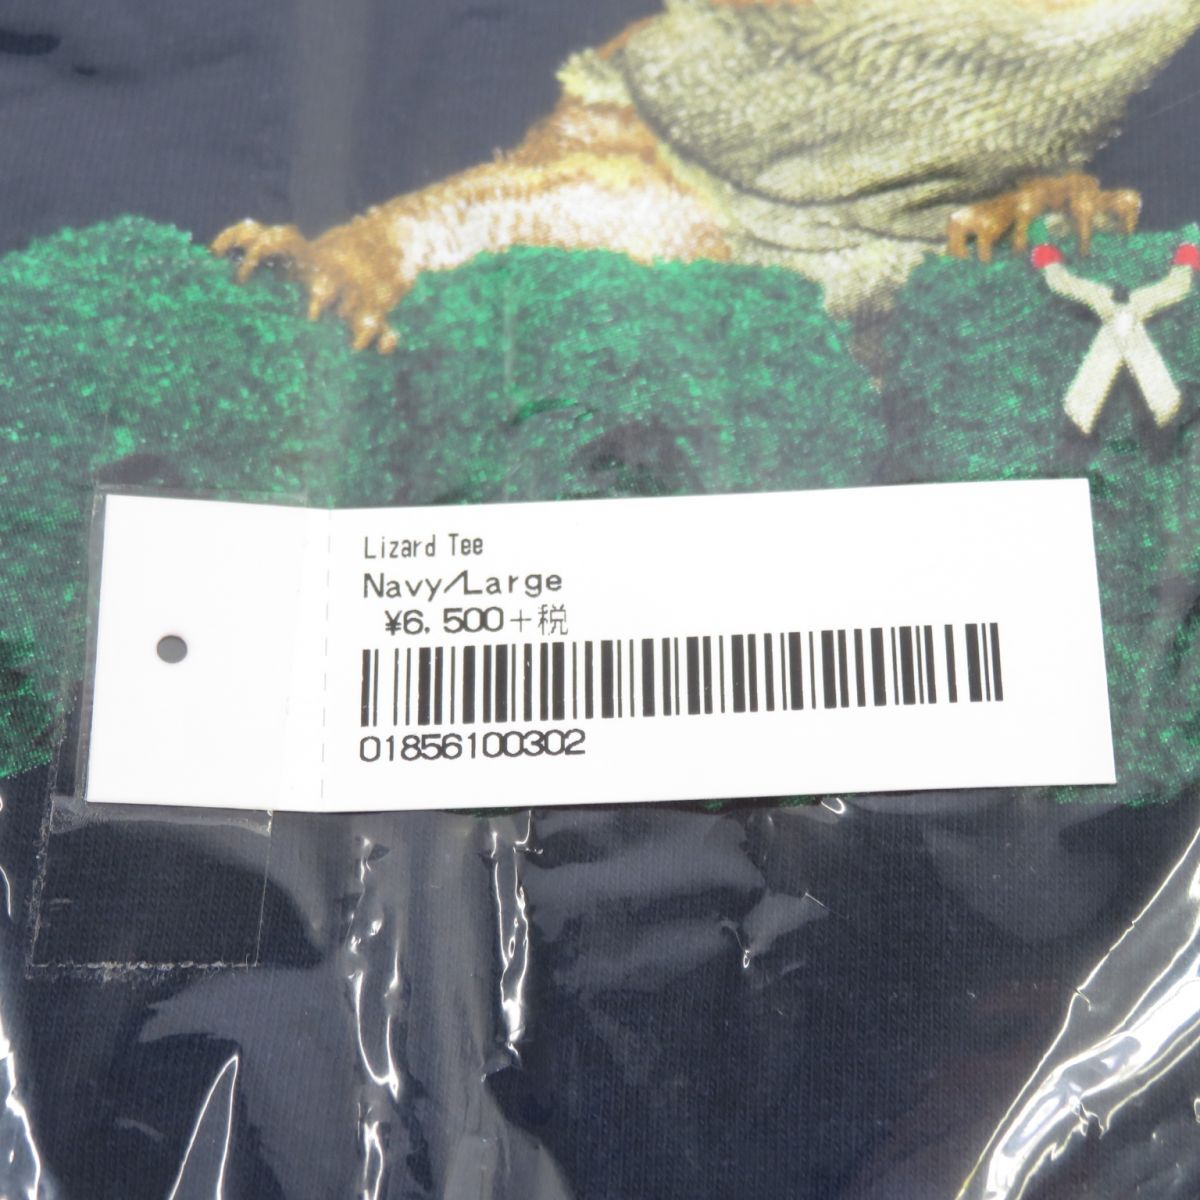 Lizard Tee
Navy/Large
¥6,500+税
01856100302